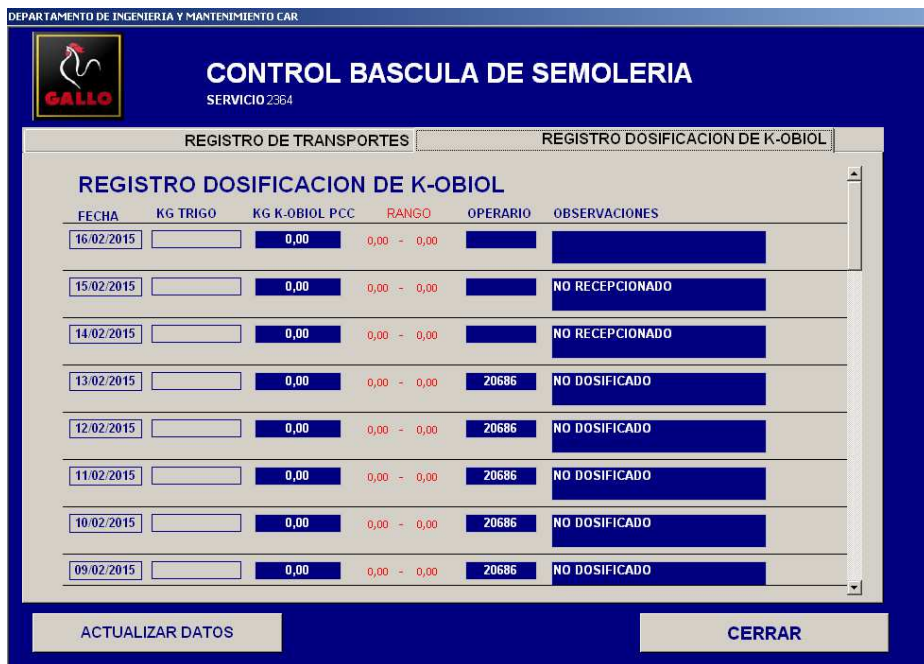 DEPARTAMENTO DE INGENIERIA Y MANTENIMIENTO CAR
GALLO
CONTROL BASCULA DE SEMOLERIA
SERVICIO 2364
REGISTRO DE TRANSPORTES REGISTRO DOSIFICACION DE K-OBIOL
REGISTRO DOSIFICACION DE K-OBIOL
FECHA KG TRIGO KG K-OBIOL PCC RANGO OPERARIO OBSERVACIONES
16/02/2015 0,00 0,00 - 0,00
15/02/2015 0,00 0,00 - 0,00 NO RECEPCIONADO
14/02/2015 0,00 0,00 - 0,00 NO RECEPCIONADO
13/02/2015 0,00 0,00 - 0,00 20686 NO DOSIFICADO
12/02/2015 0,00 0,00 - 0,00 20686 NO DOSIFICADO
11/02/2015 0,00 0,00 - 0,00 20686 NO DOSIFICADO
10/02/2015 0,00 0,00 - 0,00 20686 NO DOSIFICADO
09/02/2015 0,00 0,00 - 0,00 20686 NO DOSIFICADO
ACTUALIZAR DATOS CERRAR